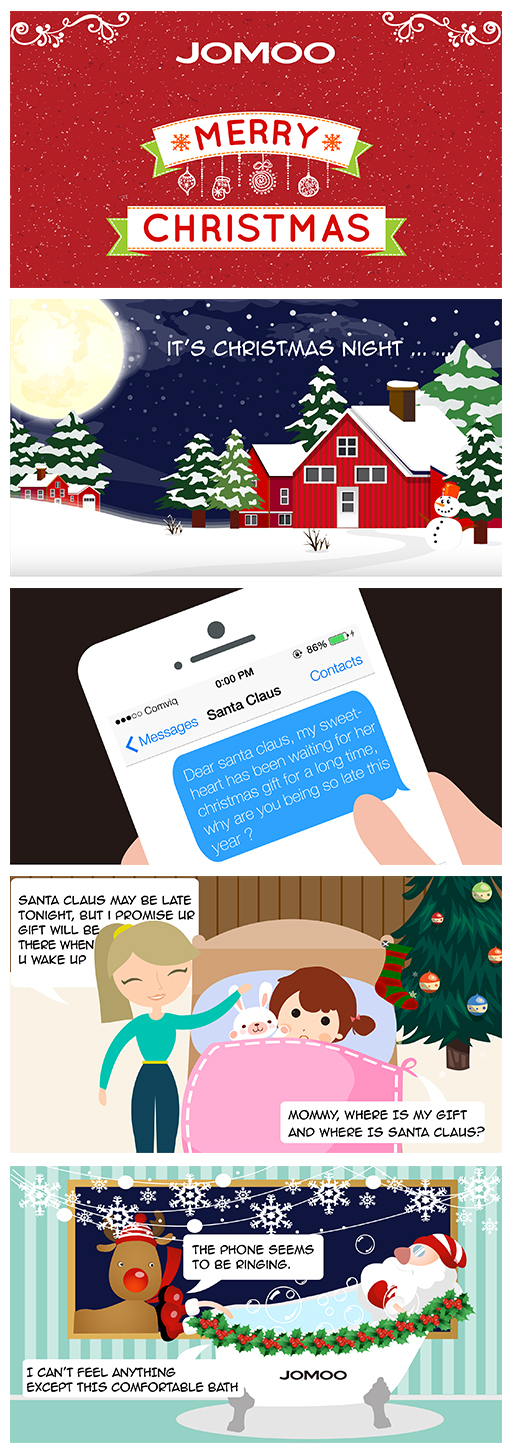 JOMOO
MERRY
CHRISTMAS
IT'S CHRISTMAS NIGHT ... ...
Comviq
0:00 PM
86%
Messages
Santa Claus
Contacts
Dear santa claus, my sweet-
heart has been waiting for her
christmas gift for a long time,
why are you being so late this
year ?
SANTA CLAUS MAY BE LATE
TONIGHT, BUT I PROMISE UR
GIFT WILL BE
THERE WHEN
U WAKE UP
MOMMY, WHERE IS MY GIFT
AND WHERE IS SANTA CLAUS?
THE PHONE SEEMS
TO BE RINGING.
I CAN'T FEEL ANYTHING
EXCEPT THIS COMFORTABLE BATH
JOMOO